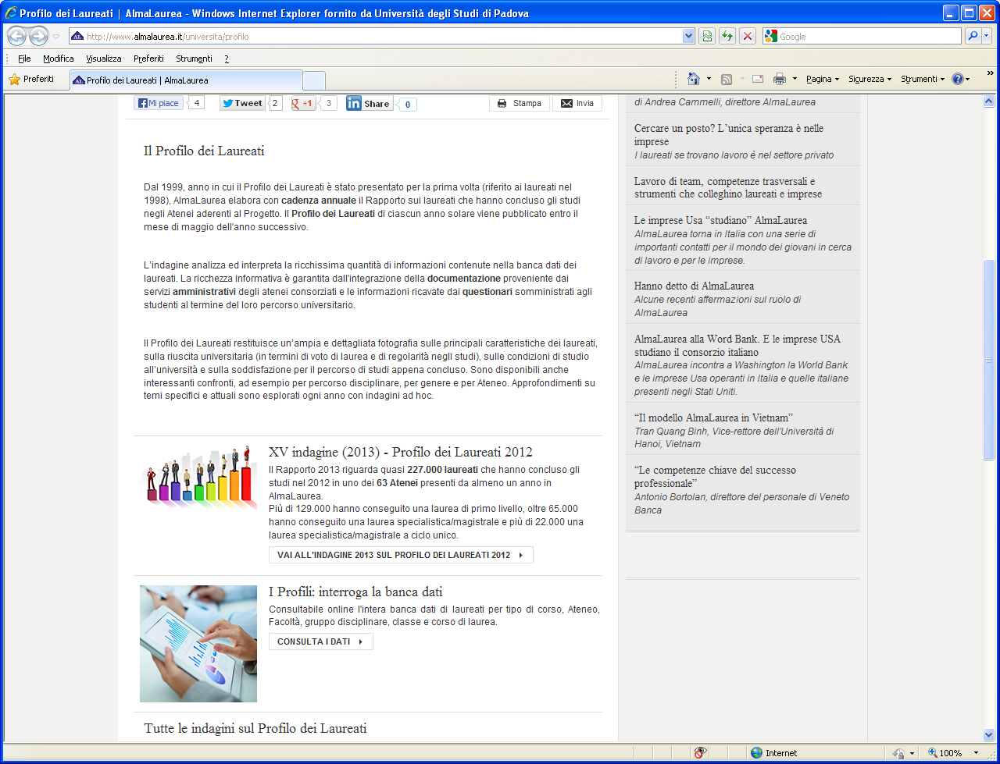 Profilo dei Laureati | AlmaLaurea - Windows Internet Explorer fornito da Università degli Studi di Padova
http://www.almalaurea.it/universita/profilo
Google
File Modifica Visualizza Preferiti Strumenti ?
Preferiti
Profilo dei Laureati | AlmaLaurea
Pagina Sicurezza Strumenti
Mi piace 4 Tweet 2 +1 3 Share 0 Stampa Invia
Il Profilo dei Laureati
Dal 1999, anno in cui il Profilo dei Laureati è stato presentato per la prima volta (riferito ai laureati nel
1998), AlmaLaurea elabora con cadenza annuale il Rapporto sui laureati che hanno concluso gli studi
negli Atenei aderenti al Progetto. Il Profilo dei Laureati di ciascun anno solare viene pubblicato entro il
mese di maggio dell'anno successivo.
L'indagine analizza ed interpreta la ricchissima quantità di informazioni contenute nella banca dati dei
laureati. La ricchezza informativa è garantita dall'integrazione della documentazione proveniente dai
servizi amministrativi degli atenei consorziati e le informazioni ricavate dai questionari somministrati agli
studenti al termine del loro percorso universitario.
Il Profilo dei Laureati restituisce un'ampia e dettagliata fotografia sulle principali caratteristiche dei laureati,
sulla riuscita universitaria (in termini di voto di laurea e di regolarità negli studi), sulle condizioni di studio
all'università e sulla soddisfazione per il percorso di studi appena concluso. Sono disponibili anche
interessanti confronti, ad esempio per percorso disciplinare, per genere e per Ateneo. Approfondimenti su
temi specifici e attuali sono esplorati ogni anno con indagini ad hoc.
XV indagine (2013) - Profilo dei Laureati 2012
Il Rapporto 2013 riguarda quasi 227.000 laureati che hanno concluso gli
studi nel 2012 in uno dei 63 Atenei presenti da almeno un anno in
AlmaLaurea.
Più di 129.000 hanno conseguito una laurea di primo livello, oltre 65.000
hanno conseguito una laurea specialistica/magistrale e più di 22.000 una
laurea specialistica/magistrale a ciclo unico.
VAI ALL'INDAGINE 2013 SUL PROFILO DEI LAUREATI 2012
I Profili: interroga la banca dati
Consultabile online l'intera banca dati di laureati per tipo di corso, Ateneo,
Facoltà, gruppo disciplinare, classe e corso di laurea.
CONSULTA I DATI
Tutte le indagini sul Profilo dei Laureati
di Andrea Cammelli, direttore AlmaLaurea
Cercare un posto? L'unica speranza è nelle
imprese
I laureati se trovano lavoro è nel settore privato
Lavoro di team, competenze trasversali e
strumenti che colleghino laureati e imprese
Le imprese Usa “studiano” AlmaLaurea
AlmaLaurea torna in Italia con una serie di
importanti contatti per il mondo dei giovani in cerca
di lavoro e per le imprese.
Hanno detto di AlmaLaurea
Alcune recenti affermazioni sul ruolo di
AlmaLaurea
AlmaLaurea alla Word Bank. E le imprese USA
studiano il consorzio italiano
AlmaLaurea incontra a Washington la World Bank
e le imprese Usa operanti in Italia e quelle italiane
presenti negli Stati Uniti.
“Il modello AlmaLaurea in Vietnam”
Tran Quang Binh, Vice-rettore dell'Università di
Hanoi, Vietnam
“Le competenze chiave del successo
professionale”
Antonio Bortolan, direttore del personale di Veneto
Banca
Internet 100%